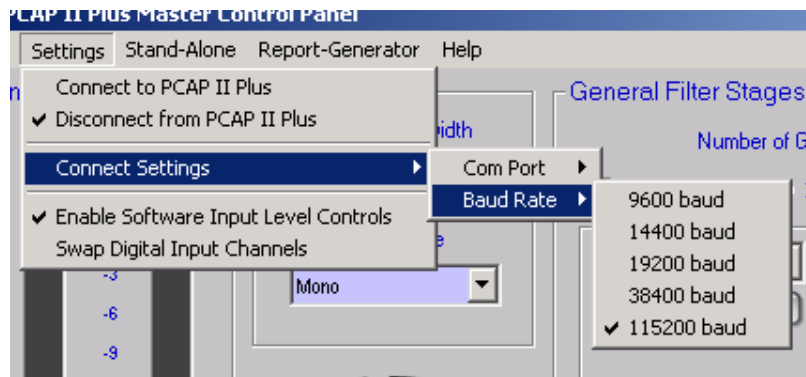 PCAP II Plus Master Control Panel
Settings Stand-Alone Report-Generator Help
Connect to PCAP II Plus
Disconnect from PCAP II Plus
Connect Settings
Enable Software Input Level Controls
Swap Digital Input Channels
Com Port
Baud Rate
9600 baud
14400 baud
19200 baud
38400 baud
115200 baud
General Filter Stages
Number of
Mono
-3
-6
-9